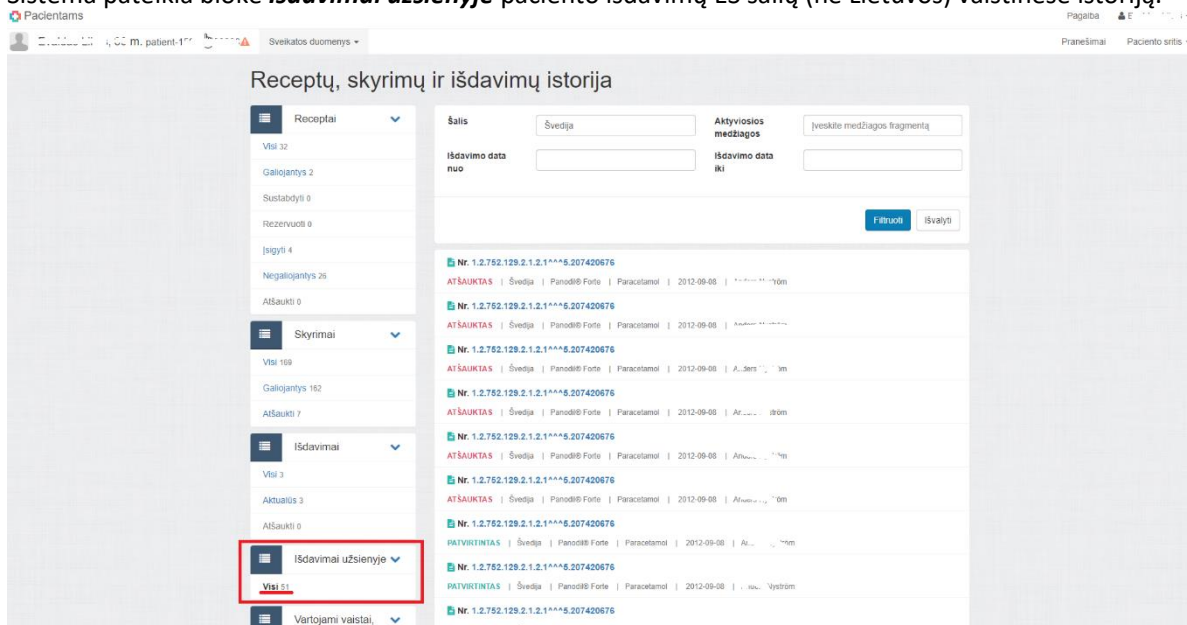 Sistema pateikia bloke Išdavimai užsienyje paciento išdavimų ES šalių (ne Lietuvos) vaistinėse istoriją.
Pacientams
Pagalba
m, patient-1 Sveikatos duomenys
Pranešimai Paciento sritis
Receptų, skyrimų ir išdavimų istorija
Receptai
Visi 32
Galiojantys 2
Sustabdyti 0
Rezervuoti 0
Įsigyti 4
Negaliojantys 26
Atšaukti 0
Skyrimai
Visi 169
Galiojantys 162
Atšaukti 7
Išdavimai
Visi 3
Aktualūs 3
Atšaukti 0
Išdavimai užsienyje
Visi 51
Vartojami vaistai,
Šalis Švedija Aktyviosios medžiagos Įveskite medžiagos fragmentą
Išdavimo data nuo Išdavimo data iki
Filtruoti Išvalyti
Nr. 1.2.752.129.2.1.2.1^^^5.207420676
ATŠAUKTAS | Švedija | Panodil® Forte | Paracetamol | 2012-09-08 |
Nr. 1.2.752.129.2.1.2.1^^^5.207420676
ATŠAUKTAS | Švedija | Panodil® Forte | Paracetamol | 2012-09-08 |
Nr. 1.2.752.129.2.1.2.1^^^5.207420676
ATŠAUKTAS | Švedija | Panodil® Forte | Paracetamol | 2012-09-08 |
Nr. 1.2.752.129.2.1.2.1^^^5.207420676
ATŠAUKTAS | Švedija | Panodil® Forte | Paracetamol | 2012-09-08 |
Nr. 1.2.752.129.2.1.2.1^^^5.207420676
ATŠAUKTAS | Švedija | Panodil® Forte | Paracetamol | 2012-09-08 |
Nr. 1.2.752.129.2.1.2.1^^^5.207420676
ATŠAUKTAS | Švedija | Panodil® Forte | Paracetamol | 2012-09-08 |
Nr. 1.2.752.129.2.1.2.1^^^5.207420676
PATVIRTINTAS | Švedija | Panodil® Forte | Paracetamol | 2012-09-08 |
Nr. 1.2.752.129.2.1.2.1^^^5.207420676
PATVIRTINTAS | Švedija | Panodil® Forte | Paracetamol | 2012-09-08 | Nyström
Nr. 1.2.752.129.2.1.2.1^^^5.207420676